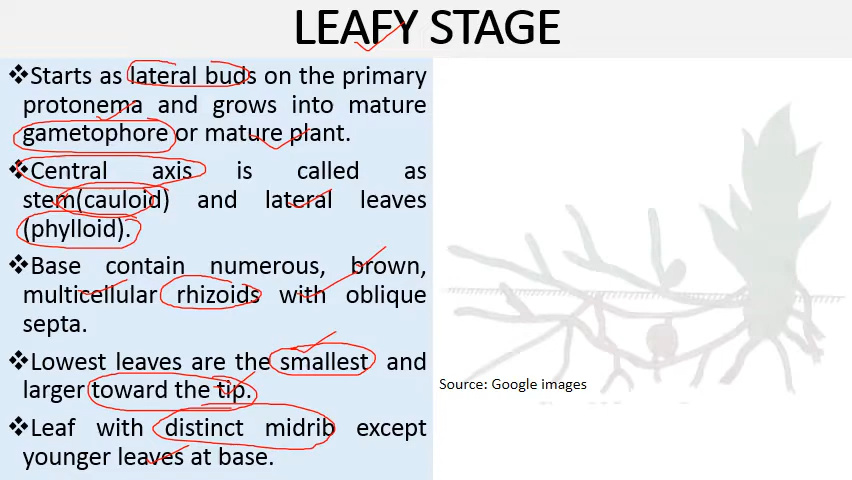 LEAFY STAGE
❖Starts as lateral buds on the primary
protonema and grows into mature
gametophore or mature plant.
❖Central axis is called as
stem(cauloid) and lateral leaves
(phylloid).
❖Base contain numerous, brown,
multicellular rhizoids with oblique
septa.
❖Lowest leaves are the smallest and
larger toward the tip.
❖Leaf with distinct midrib except
younger leaves at base.
Source: Google images